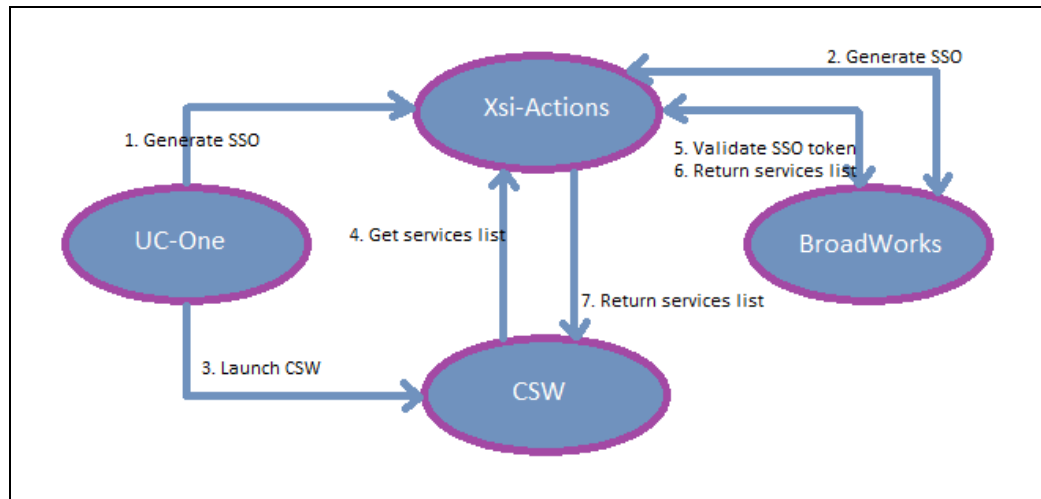 2. Generate SSO
Xsi-Actions
1. Generate SSO
5. Validate SSO token
6. Return services list
UC-One
4. Get services list
BroadWorks
7. Return services list
3. Launch CSW
CSW